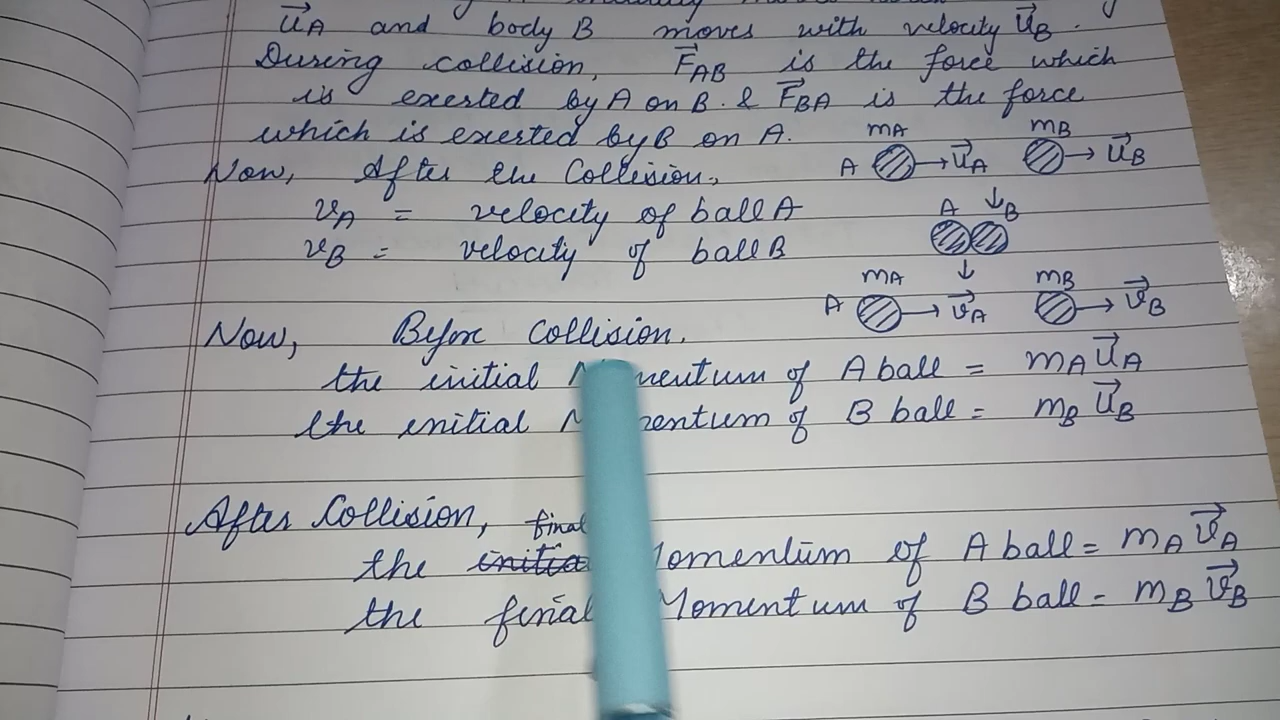 u⃗A and body B moves with velocity u⃗B.
During collision, F⃗AB is the force which
is exerted by A on B. & F⃗BA is the force
which is exerted by B on A.
mA mB
A → u⃗A → u⃗B
Now, After the Collision,
vA = velocity of ball A
A ↓ B
vB = velocity of ball B
↓
mA mB
A → v⃗A → v⃗B
Now, Before Collision.
the initial Momentum of A ball = mA u⃗A
the initial Momentum of B ball = mB u⃗B
After Collision, final
the initia Momentum of A ball = mA v⃗A
the final Momentum of B ball = mB v⃗B